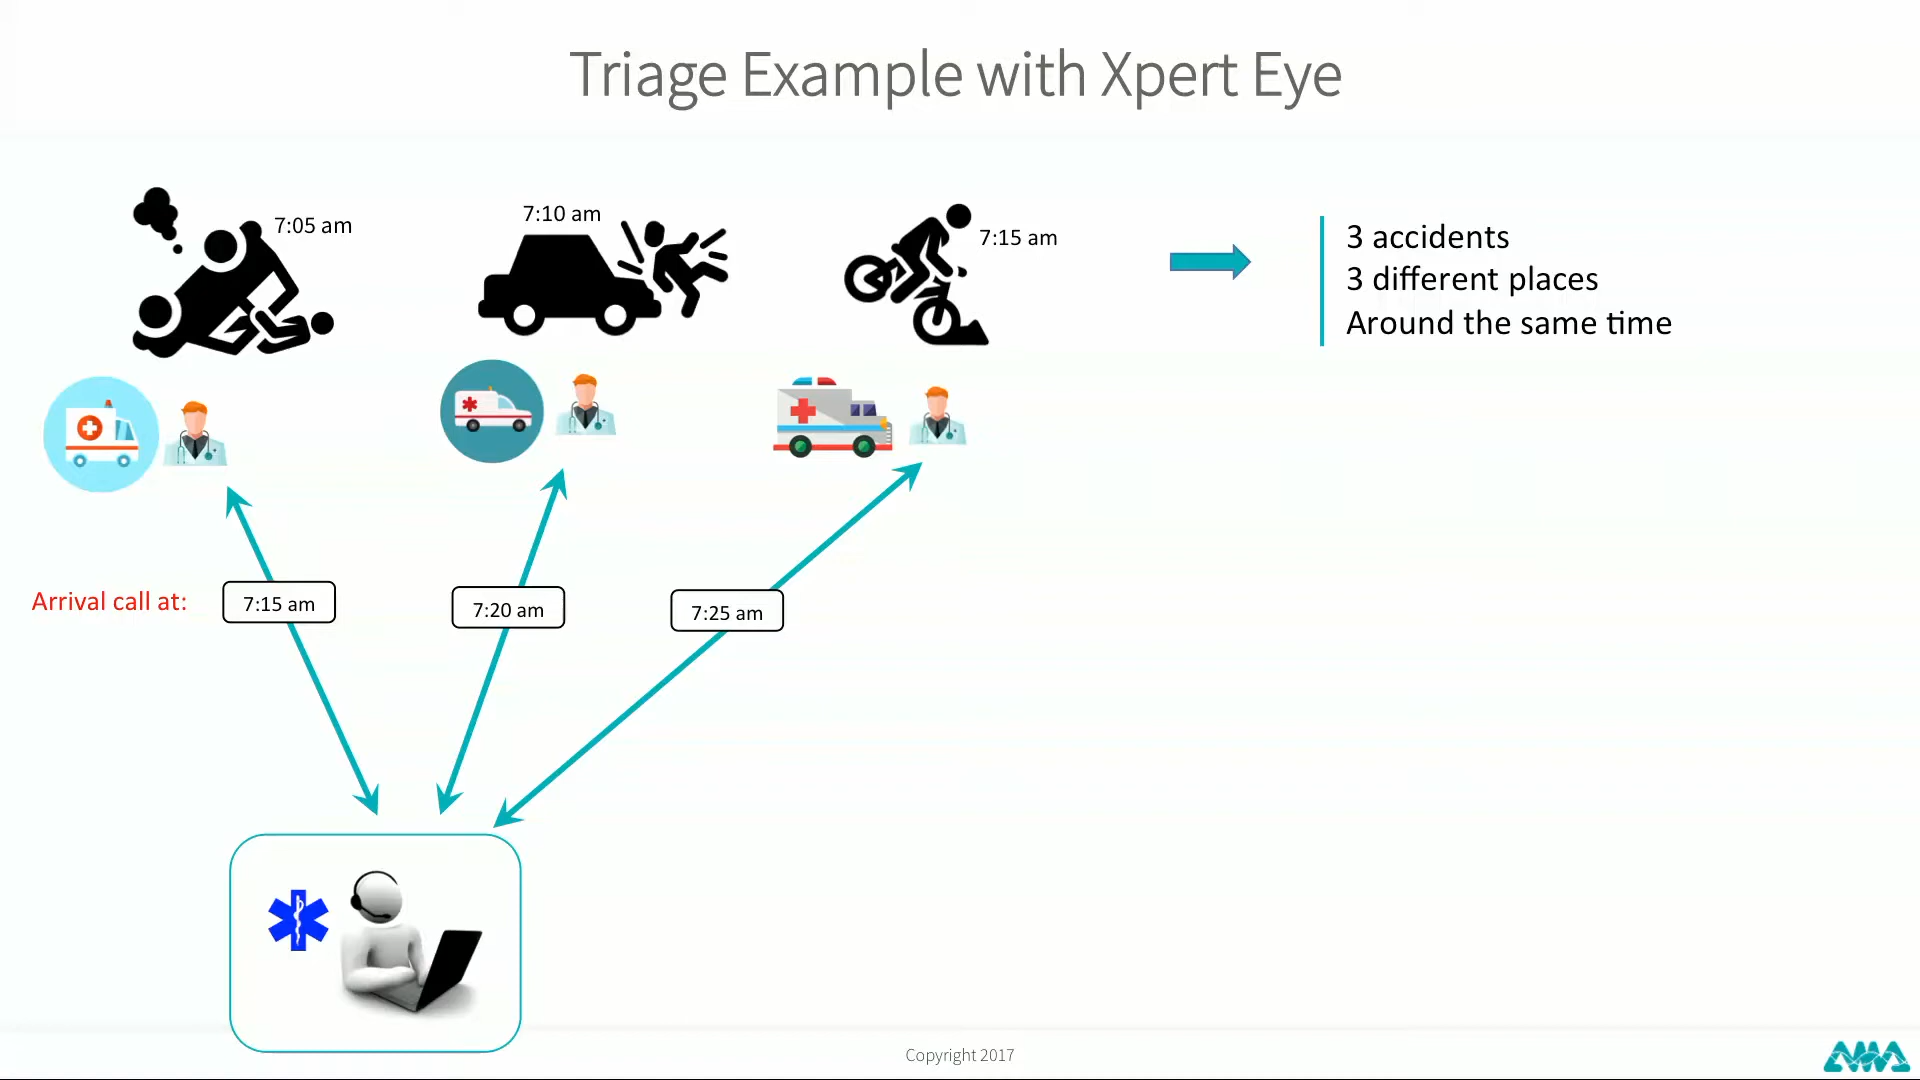 Triage Example with Xpert Eye
7:05 am
7:10 am
7:15 am
3 accidents
3 different places
Around the same time
Arrival call at:
7:15 am
7:20 am
7:25 am
Copyright 2017
AMA